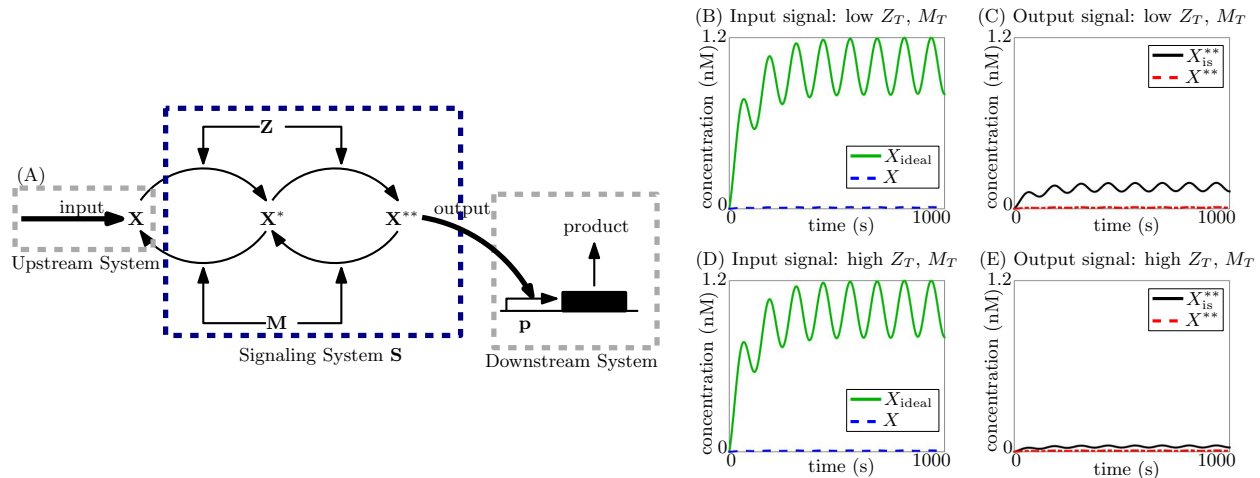 (A)
Z
input
X
X*
X**
output
Upstream System
M
Signaling System S
product
p
Downstream System
(B) Input signal: low Z_T, M_T
concentration (nM)
1.2
0
X_ideal
X
0
1000
time (s)
(C) Output signal: low Z_T, M_T
concentration (nM)
1.2
0
X_is^**
X^**
0
1000
time (s)
(D) Input signal: high Z_T, M_T
concentration (nM)
1.2
0
X_ideal
X
0
1000
time (s)
(E) Output signal: high Z_T, M_T
concentration (nM)
1.2
0
X_is^**
X^**
0
1000
time (s)